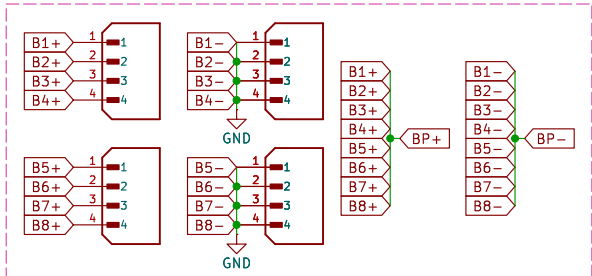 B1+ 1 1
B2+ 2 2
B3+ 3 3
B4+ 4 4
B1- 1 1
B2- 2 2
B3- 3 3
B4- 4 4
GND
B5+ 1 1
B6+ 2 2
B7+ 3 3
B8+ 4 4
B5- 1 1
B6- 2 2
B7- 3 3
B8- 4 4
GND
B1+
B2+
B3+
B4+
B5+
B6+
B7+
B8+
BP+
B1-
B2-
B3-
B4-
B5-
B6-
B7-
B8-
BP-